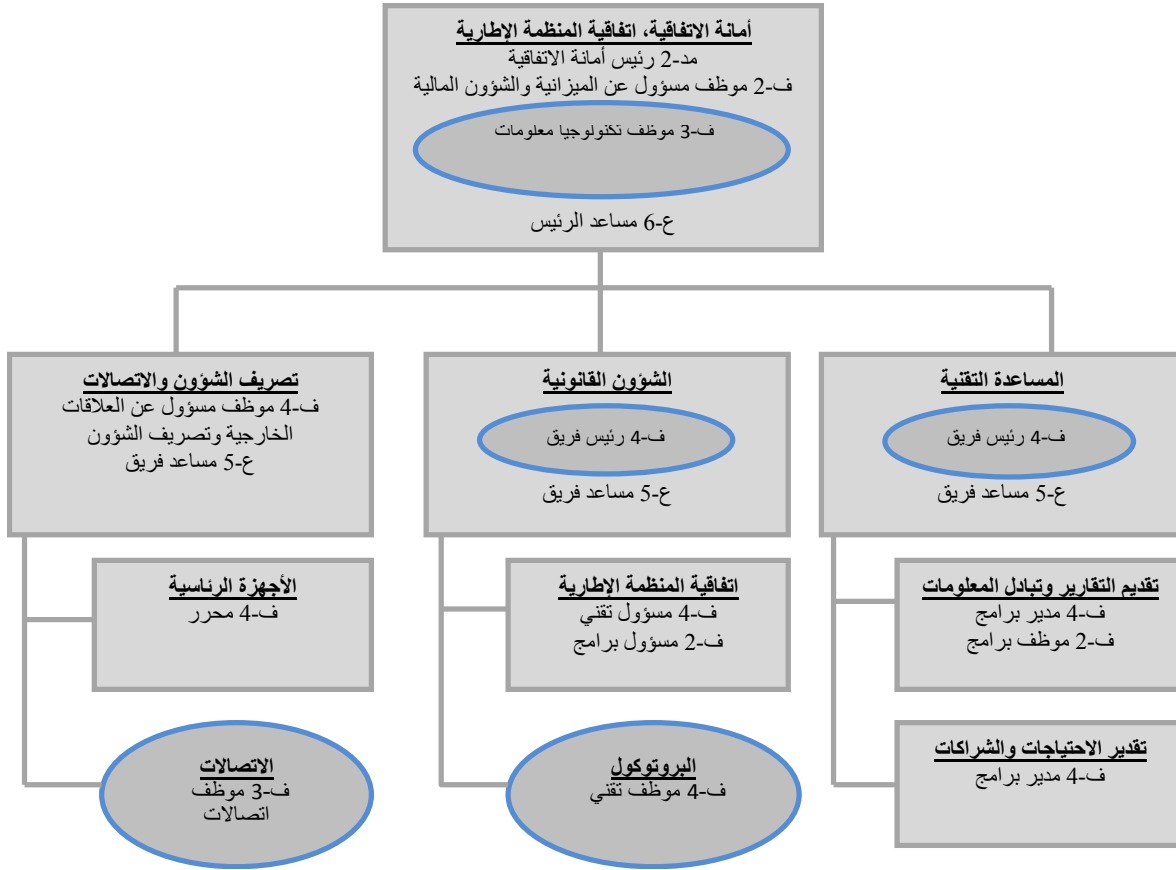 أمانة الاتفاقية، اتفاقية المنظمة الإطارية
مد-2 رئيس أمانة الاتفاقية
ف-2 موظف مسؤول عن الميزانية والشؤون المالية
ف-3 موظف تكنولوجيا معلومات
ع-6 مساعد الرئيس
المساعدة التقنية
ف-4 رئيس فريق
ع-5 مساعد فريق
تقديم التقارير وتبادل المعلومات
ف-4 مدير برامج
ف-2 موظف برامج
تقدير الاحتياجات والشراكات
ف-4 مدير برامج
الشؤون القانونية
ف-4 رئيس فريق
ع-5 مساعد فريق
اتفاقية المنظمة الإطارية
ف-4 مسؤول تقني
ف-2 مسؤول برامج
البروتوكول
ف-4 موظف تقني
تصريف الشؤون والاتصالات
ف-4 موظف مسؤول عن العلاقات
الخارجية وتصريف الشؤون
ع-5 مساعد فريق
الأجهزة الرئاسية
ف-4 محرر
الاتصالات
ف-3 موظف
اتصالات